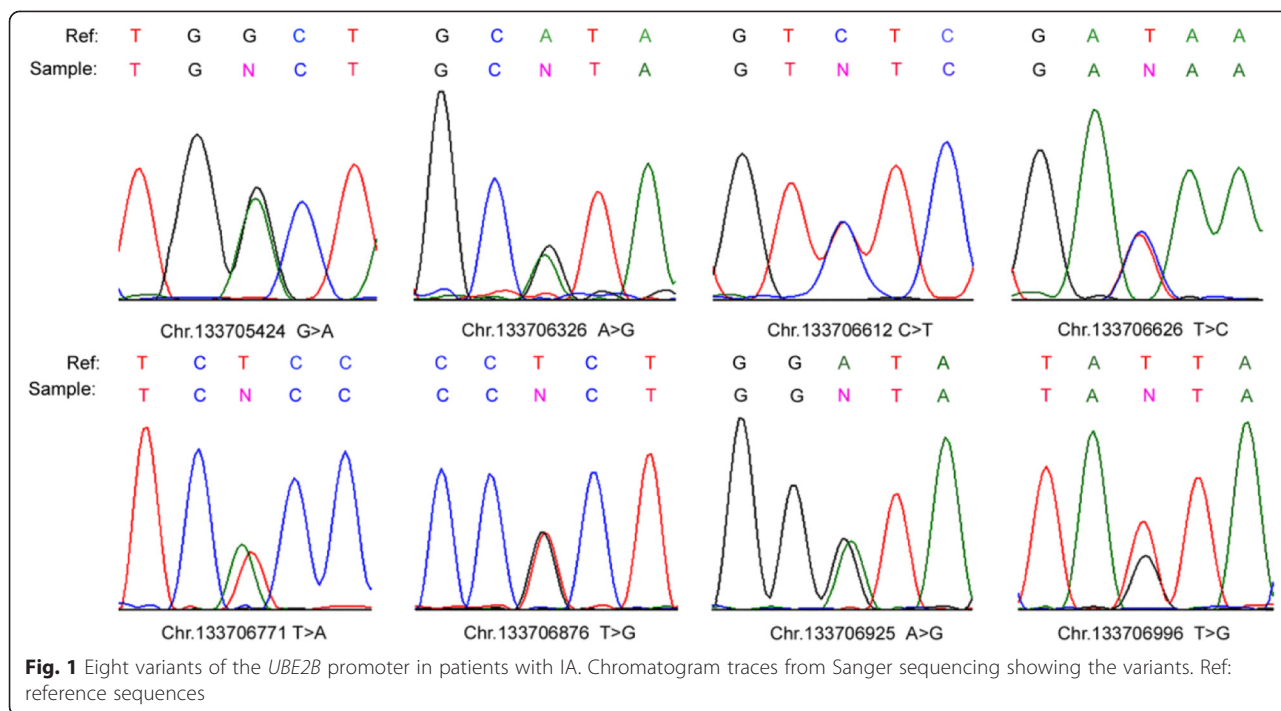 Ref: T G G C T G C A T A G T C T C G A T A A
Sample: T G N C T G C N T A G T N T C G A N A A
Chr.133705424 G>A Chr.133706326 A>G Chr.133706612 C>T Chr.133706626 T>C
Ref: T C T C C C C T C T G G A T A T A T T A
Sample: T C N C C C C N C T G G N T A T A N T A
Chr.133706771 T>A Chr.133706876 T>G Chr.133706925 A>G Chr.133706996 T>G
Fig. 1 Eight variants of the UBE2B promoter in patients with IA. Chromatogram traces from Sanger sequencing showing the variants. Ref:
reference sequences